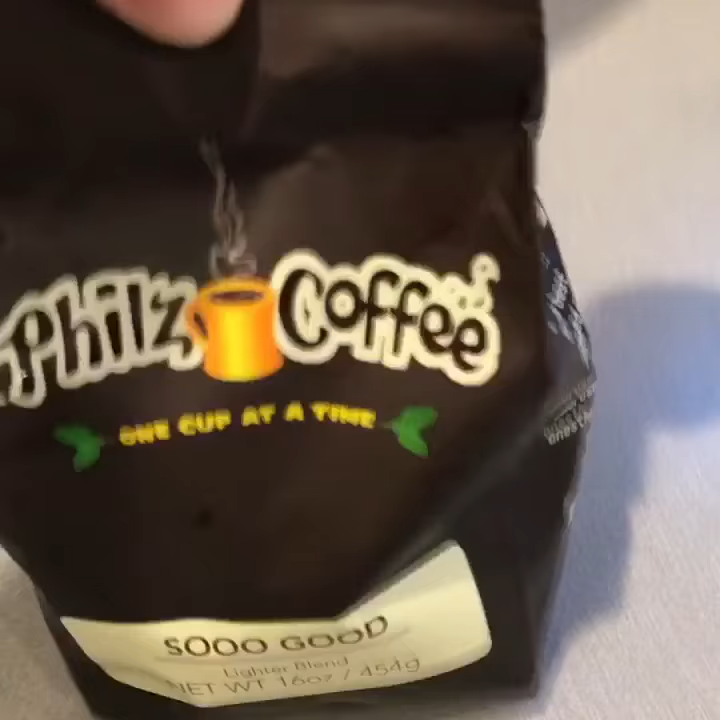 Philz Coffee
ONE CUP AT A TIME
SOOO GOOD
Lighter Blend
NET WT 16oz / 454g